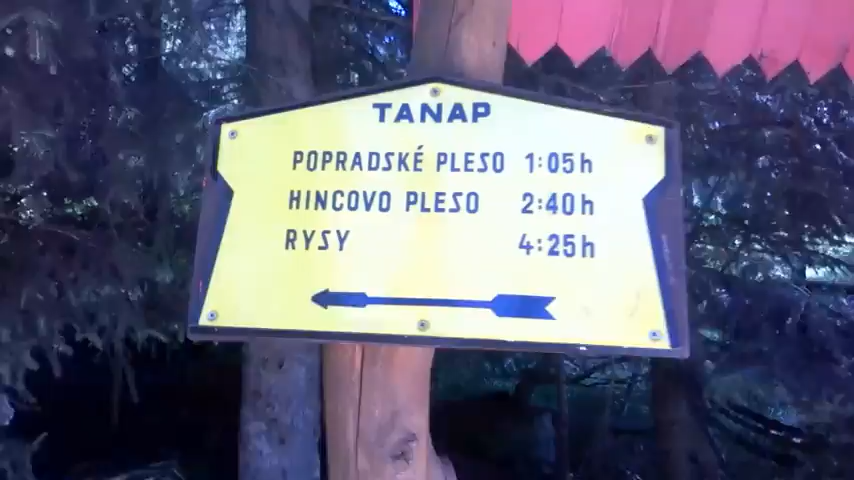 TANAP
POPRADSKÉ PLESO 1:05h
HINCOVO PLESO 2:40h
RYSY 4:25h